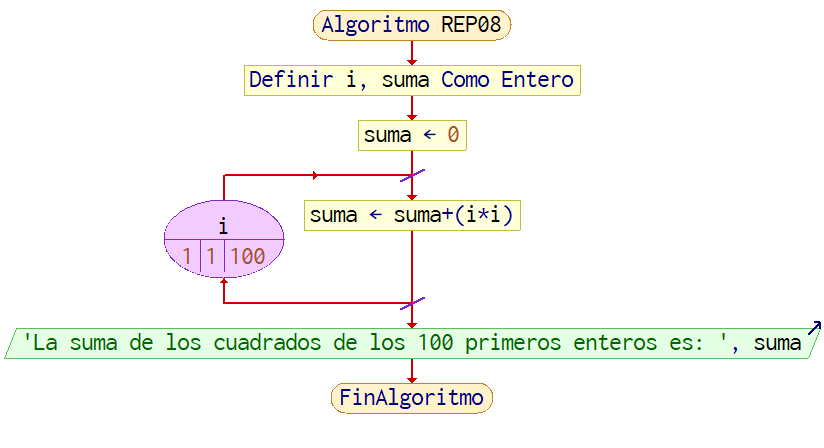 Algoritmo REP08
Definir i, suma Como Entero
suma ← 0
suma ← suma+(i*i)
i
1 1 100
'La suma de los cuadrados de los 100 primeros enteros es: ', suma
FinAlgoritmo